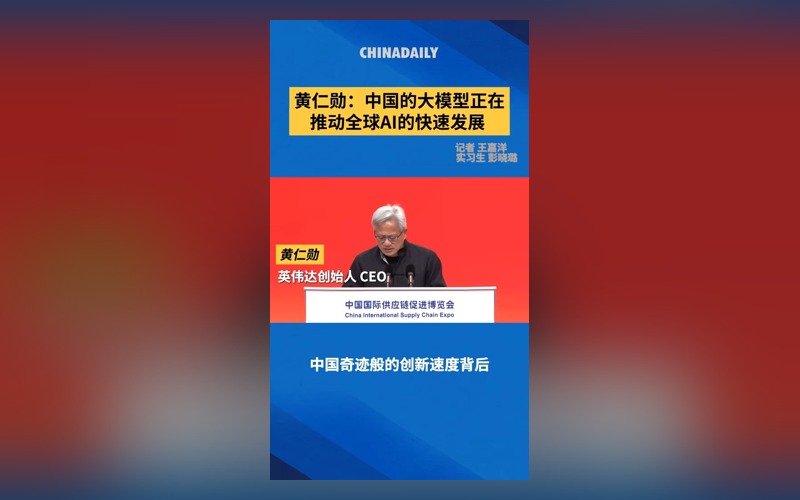 CHINADAILY
黄仁勋：中国的大模型正在
推动全球AI的快速发展
记者 王嘉洋
实习生 彭晓璐
黄仁勋
英伟达创始人 CEO
中国国际供应链促进博览会
China International Supply Chain Expo
中国奇迹般的创新速度背后